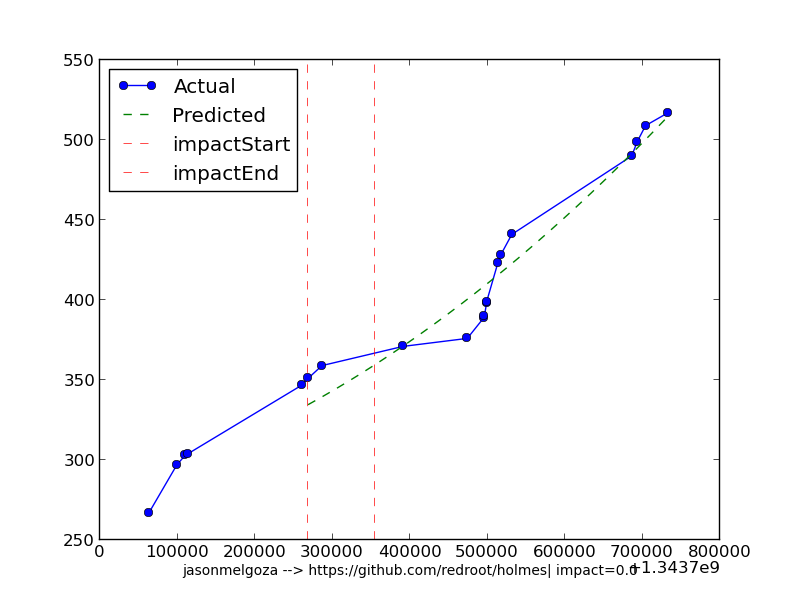 550
500
450
400
350
300
250
Actual
Predicted
impactStart
impactEnd
0 100000 200000 300000 400000 500000 600000 700000 800000
+1.3437e9
jasonmelgoza --> https://github.com/redroot/holmes| impact=0.0